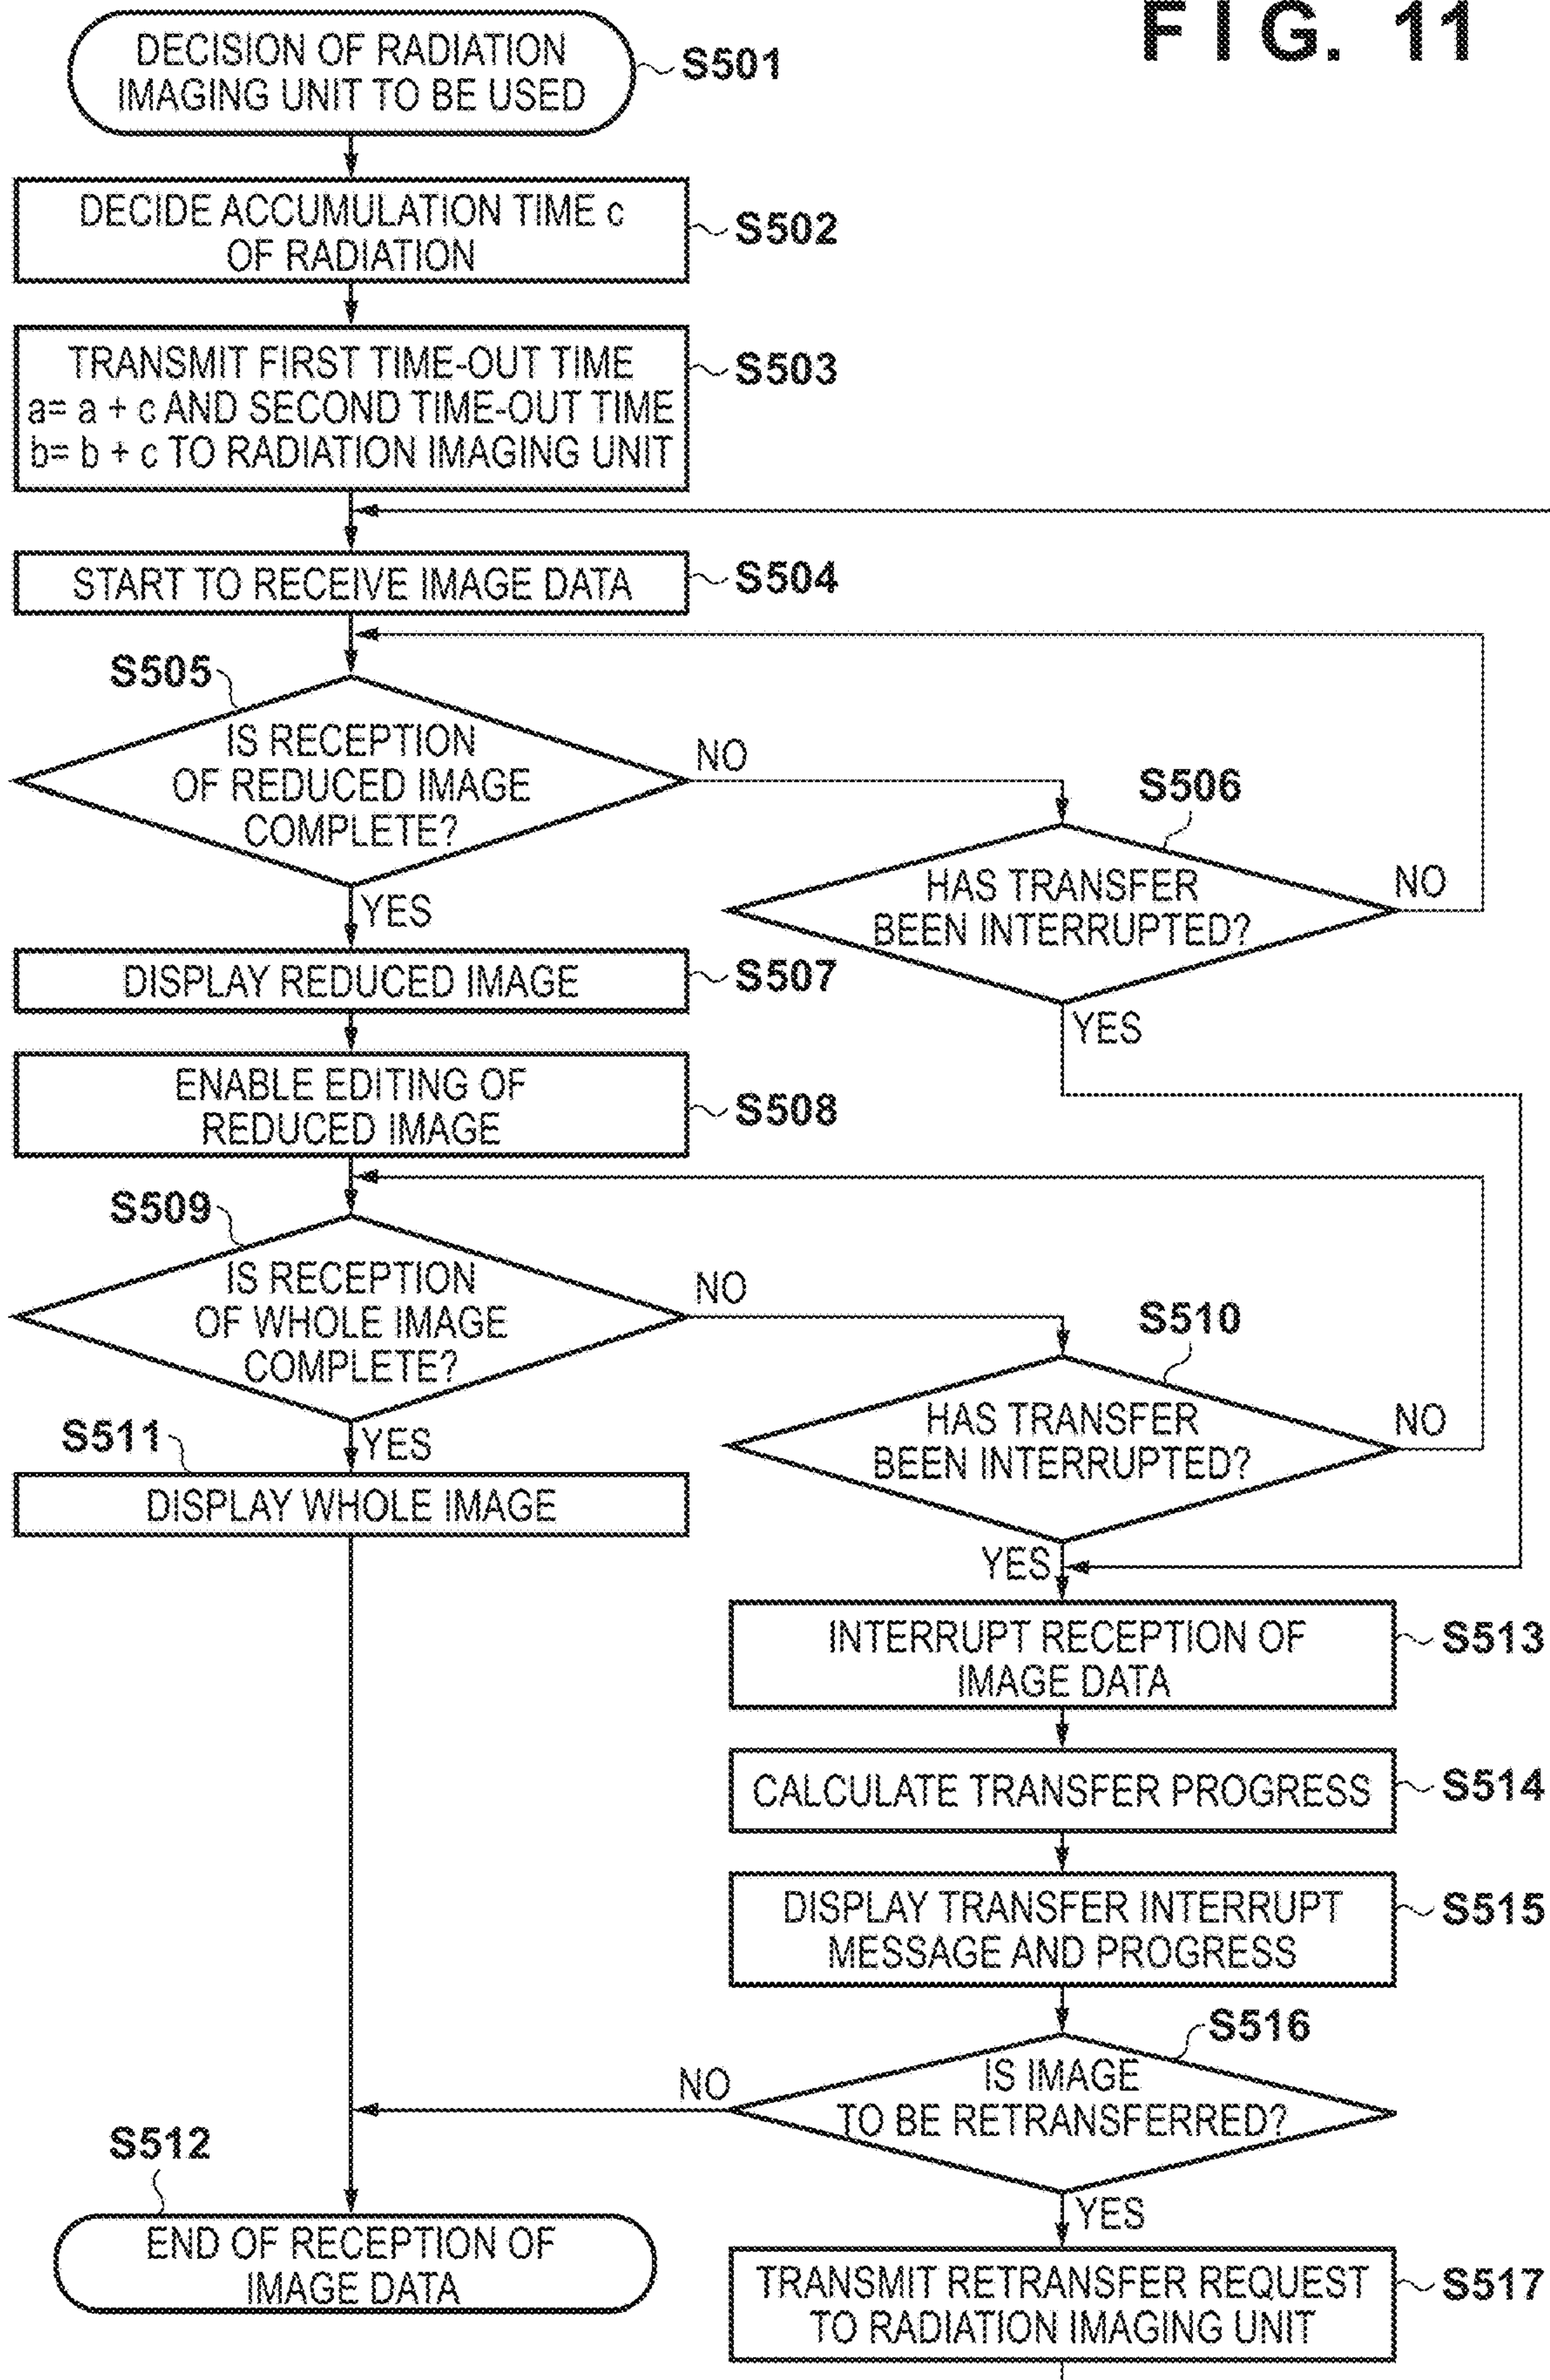 FIG. 11
DECISION OF RADIATION
IMAGING UNIT TO BE USED
S501
DECIDE ACCUMULATION TIME c
OF RADIATION
S502
TRANSMIT FIRST TIME-OUT TIME
a= a + c AND SECOND TIME-OUT TIME
b= b + c TO RADIATION IMAGING UNIT
S503
START TO RECEIVE IMAGE DATA
S504
S505
IS RECEPTION
OF REDUCED IMAGE
COMPLETE?
NO
YES
S506
HAS TRANSFER
BEEN INTERRUPTED?
NO
YES
DISPLAY REDUCED IMAGE
S507
ENABLE EDITING OF
REDUCED IMAGE
S508
S509
IS RECEPTION
OF WHOLE IMAGE
COMPLETE?
NO
YES
S510
HAS TRANSFER
BEEN INTERRUPTED?
NO
YES
S511
DISPLAY WHOLE IMAGE
INTERRUPT RECEPTION OF
IMAGE DATA
S513
CALCULATE TRANSFER PROGRESS
S514
DISPLAY TRANSFER INTERRUPT
MESSAGE AND PROGRESS
S515
S516
IS IMAGE
TO BE RETRANSFERRED?
NO
YES
S512
END OF RECEPTION OF
IMAGE DATA
TRANSMIT RETRANSFER REQUEST
TO RADIATION IMAGING UNIT
S517